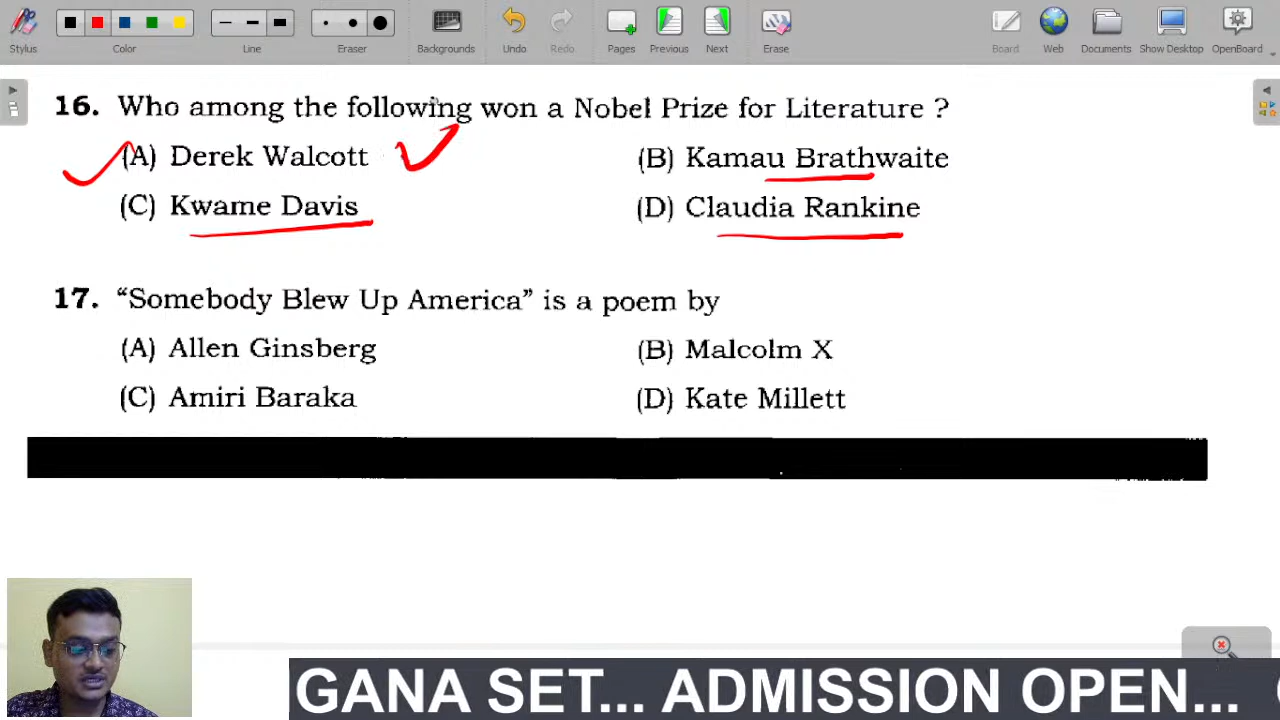 Stylus Color Line Eraser Backgrounds Undo Redo Pages Previous Next Erase Board Web Documents Show Desktop OpenBoard
16. Who among the following won a Nobel Prize for Literature ?
(A) Derek Walcott (B) Kamau Brathwaite
(C) Kwame Davis (D) Claudia Rankine
17. “Somebody Blew Up America” is a poem by
(A) Allen Ginsberg (B) Malcolm X
(C) Amiri Baraka (D) Kate Millett
GANA SET... ADMISSION OPEN...